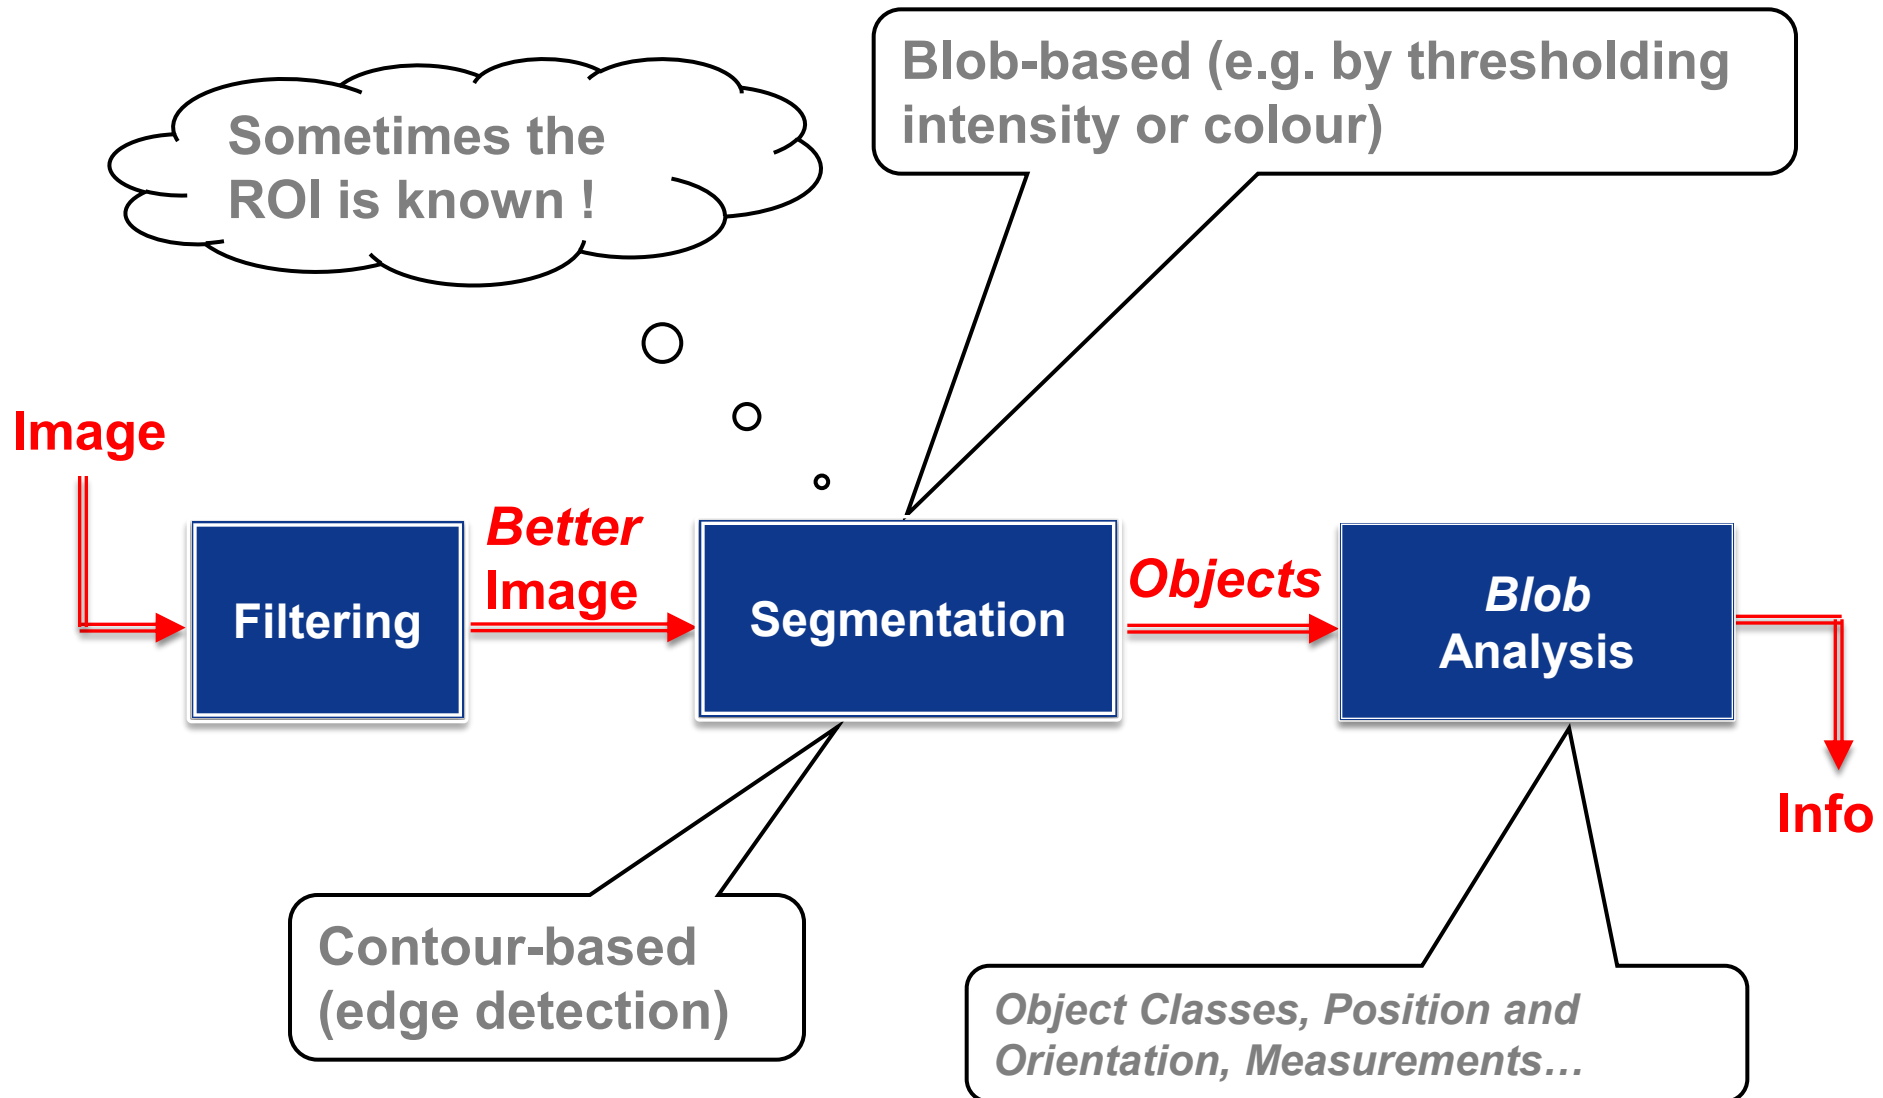 Sometimes the
ROI is known !
Blob-based (e.g. by thresholding
intensity or colour)
Image
Filtering
Better
Image
Segmentation
Objects
Blob
Analysis
Info
Contour-based
(edge detection)
Object Classes, Position and
Orientation, Measurements…